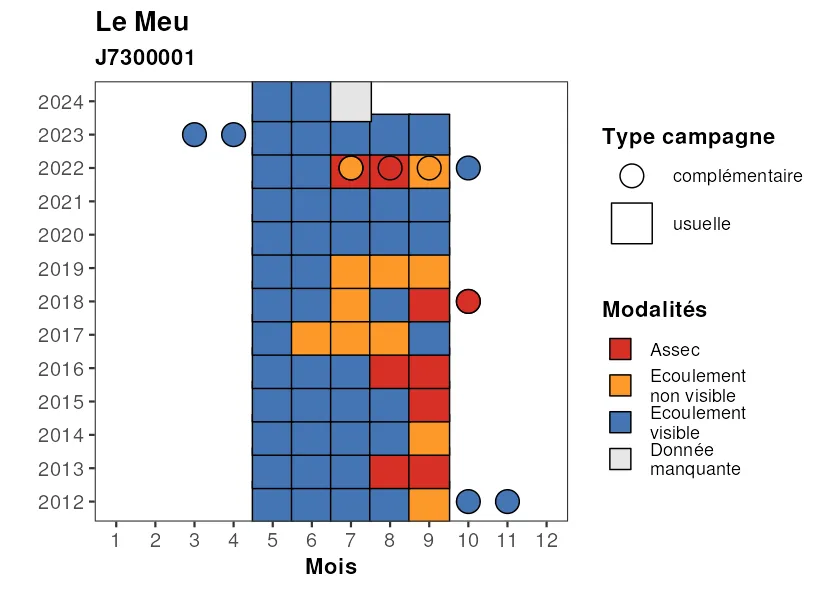 Le Meu
J7300001
2024
2023
2022
2021
2020
2019
2018
2017
2016
2015
2014
2013
2012
1 2 3 4 5 6 7 8 9 10 11 12
Mois
Type campagne
complémentaire
usuelle
Modalités
Assec
Ecoulement
non visible
Ecoulement
visible
Donnée
manquante